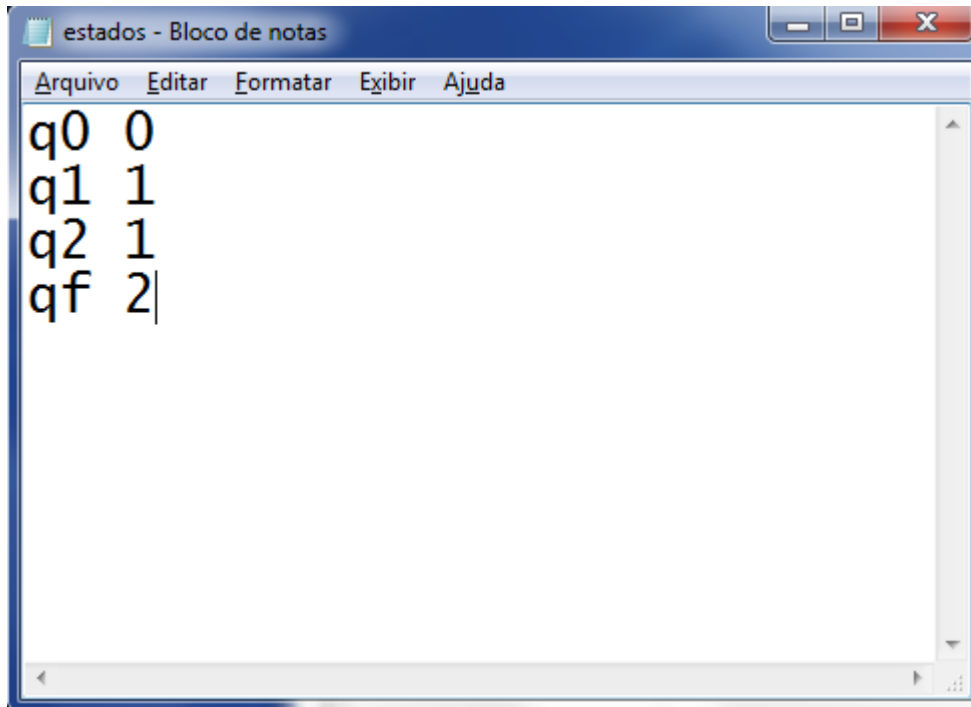 estados - Bloco de notas
Arquivo Editar Formatar Exibir Ajuda
q0 0
q1 1
q2 1
qf 2